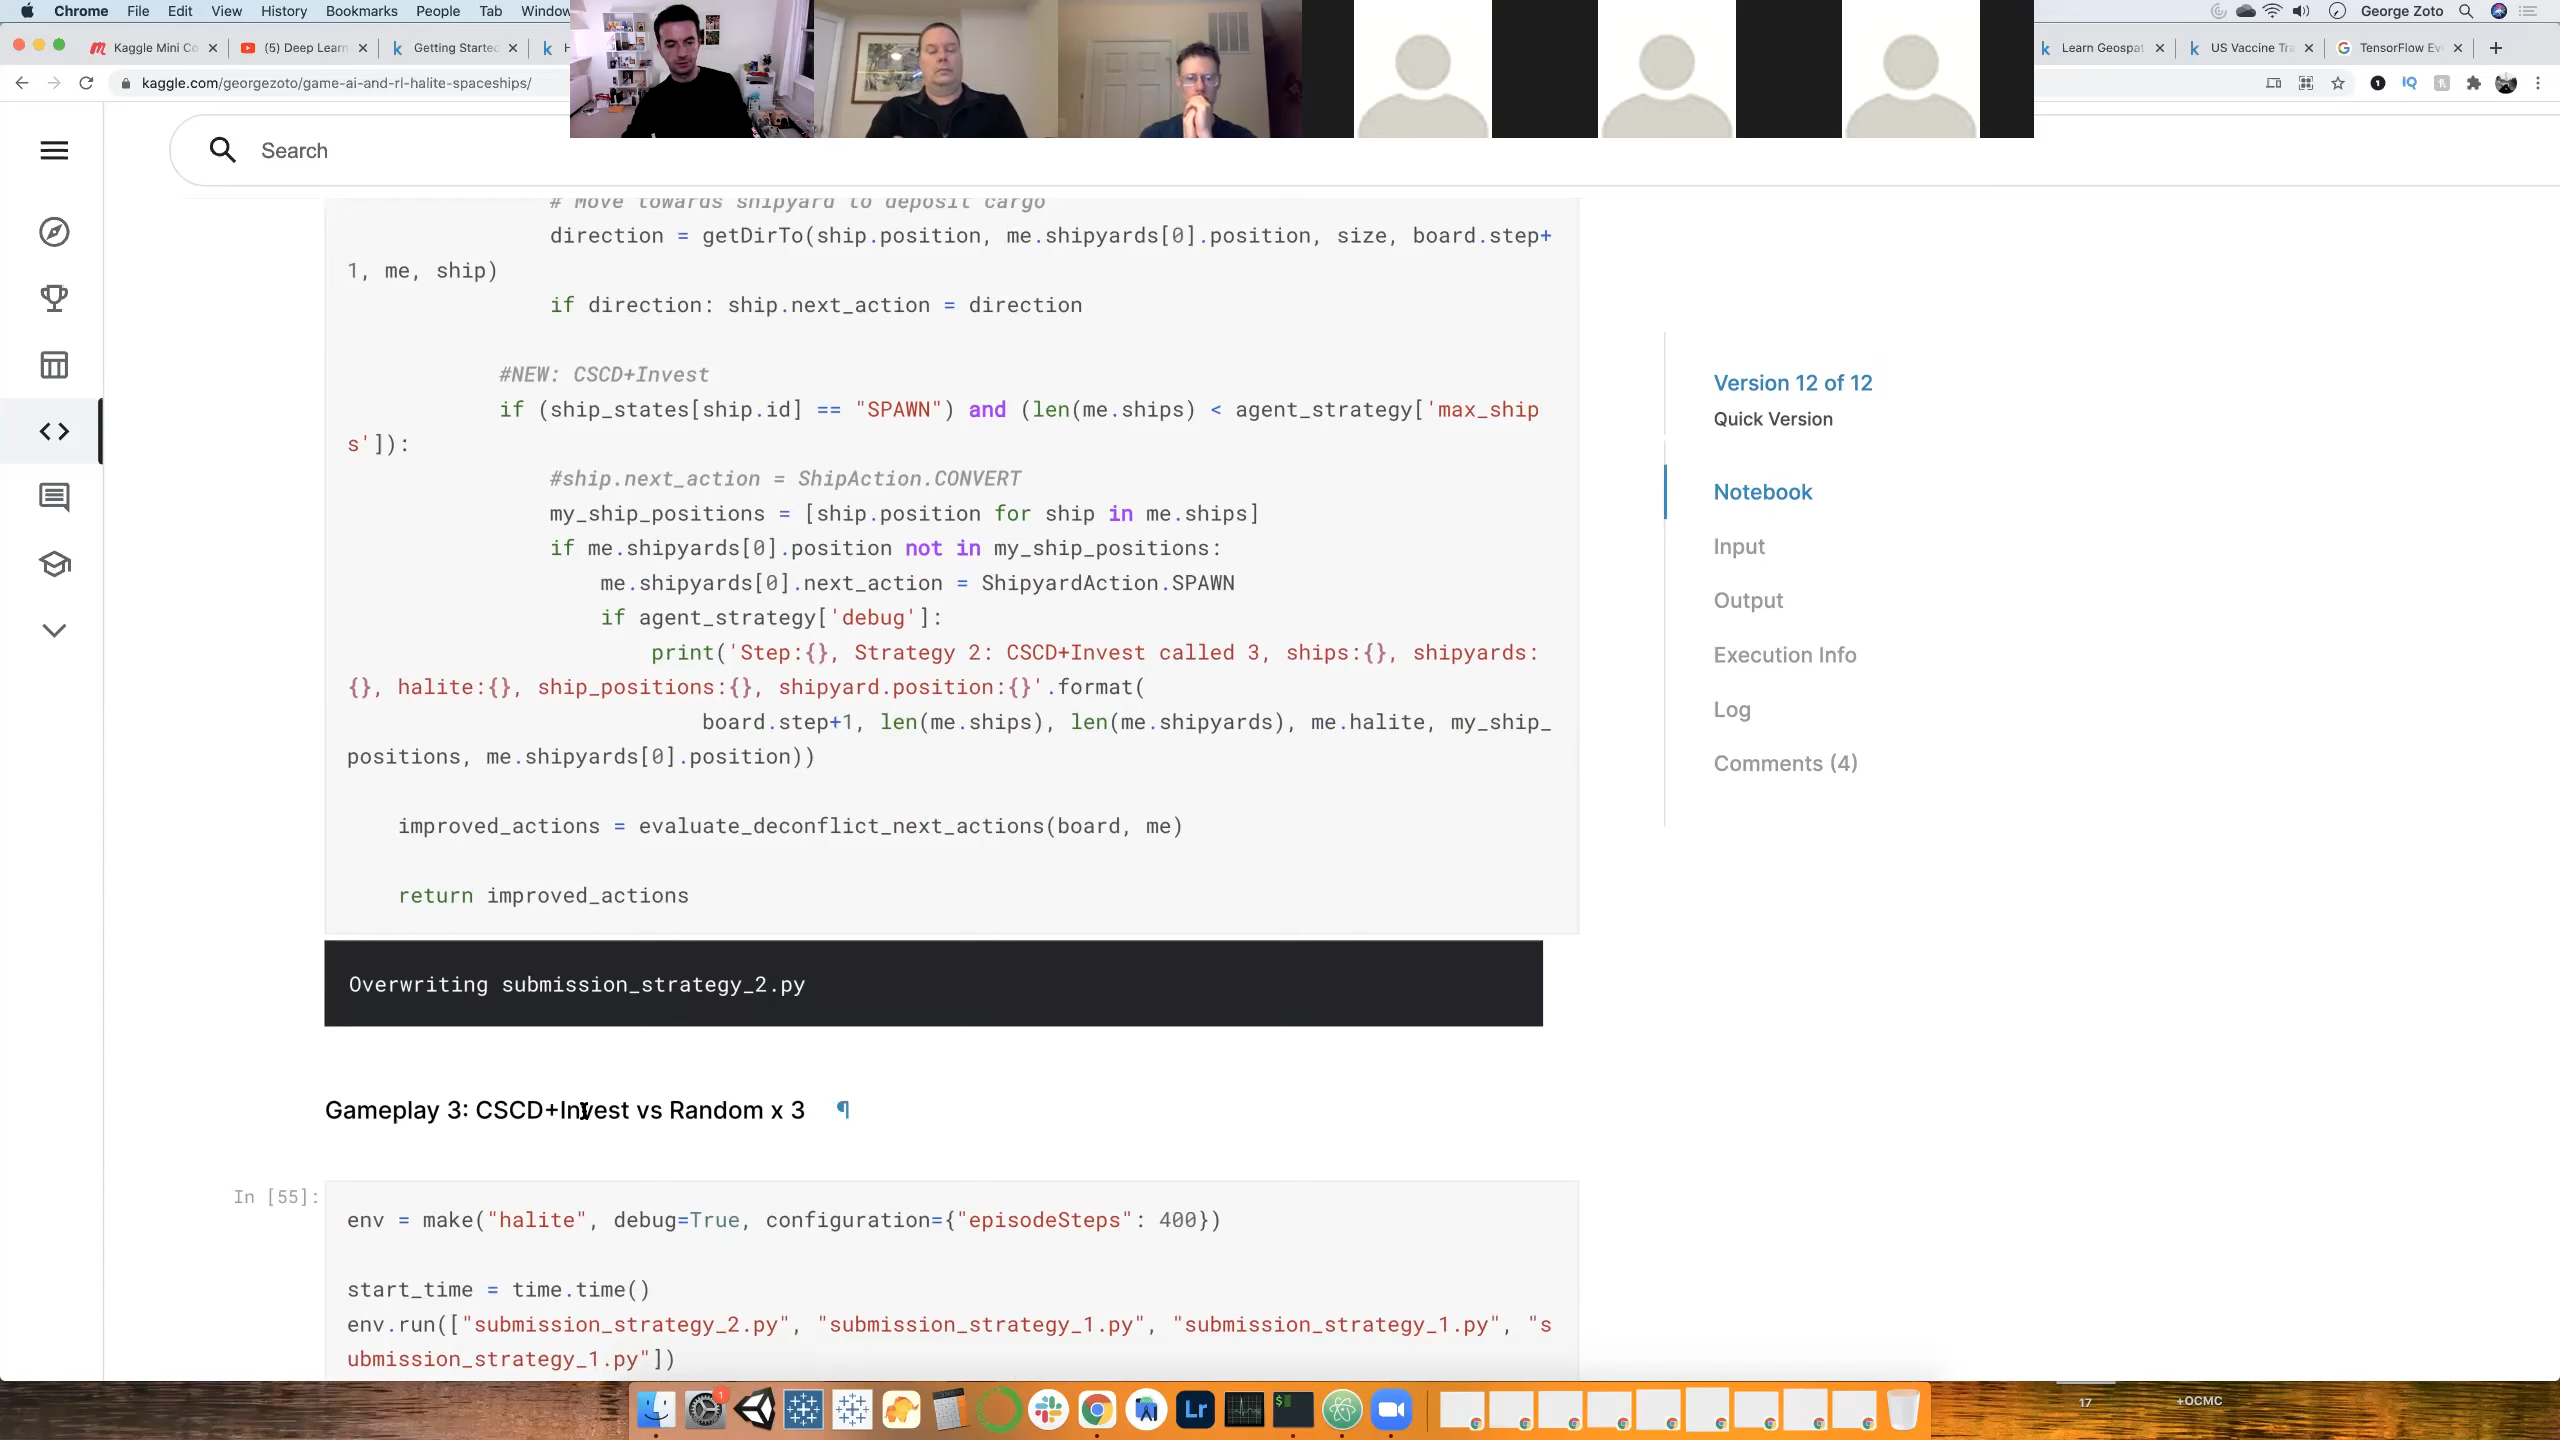 Chrome File Edit View History Bookmarks People Tab Window
George Zoto
Kaggle Mini Co
(5) Deep Learn
Getting Starte
H
Learn Geospat
US Vaccine Tra
TensorFlow Ev
kaggle.com/georgezoto/game-ai-and-rl-halite-spaceships/
Search
# Move towards shipyard to deposit cargo
direction = getDirTo(ship.position, me.shipyards[0].position, size, board.step+
1, me, ship)
if direction: ship.next_action = direction
#NEW: CSCD+Invest
if (ship_states[ship.id] == "SPAWN") and (len(me.ships) < agent_strategy['max_ship
s']):
#ship.next_action = ShipAction.CONVERT
my_ship_positions = [ship.position for ship in me.ships]
if me.shipyards[0].position not in my_ship_positions:
me.shipyards[0].next_action = ShipyardAction.SPAWN
if agent_strategy['debug']:
print('Step:{}, Strategy 2: CSCD+Invest called 3, ships:{}, shipyards:
{}, halite:{}, ship_positions:{}, shipyard.position:{}'.format(
board.step+1, len(me.ships), len(me.shipyards), me.halite, my_ship_
positions, me.shipyards[0].position))
improved_actions = evaluate_deconflict_next_actions(board, me)
return improved_actions
Overwriting submission_strategy_2.py
Gameplay 3: CSCD+Invest vs Random x 3 ¶
In [55]:
env = make("halite", debug=True, configuration={"episodeSteps": 400})
start_time = time.time()
env.run(["submission_strategy_2.py", "submission_strategy_1.py", "submission_strategy_1.py", "s
ubmission_strategy_1.py"])
Version 12 of 12
Quick Version
Notebook
Input
Output
Execution Info
Log
Comments (4)
1
Lr
$
17
+OCMC